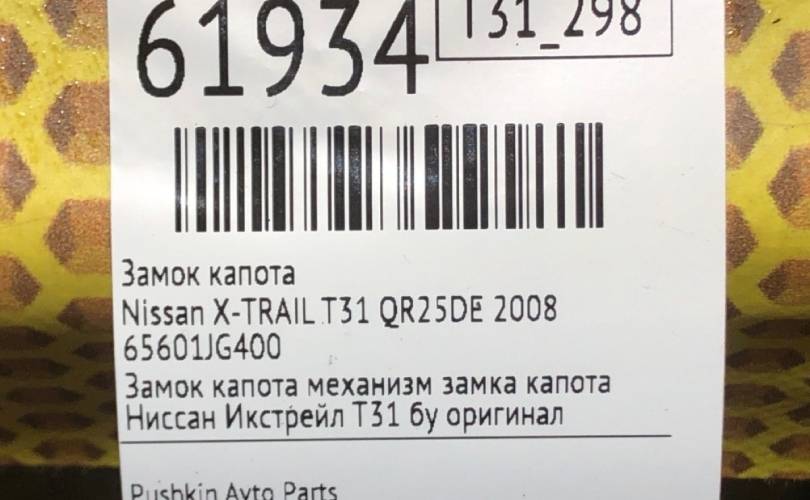 61934
T31_298
Замок капота
Nissan X-TRAIL T31 QR25DE 2008
65601JG400
Замок капота механизм замка капота
Ниссан Икстрейл Т31 бу оригинал
Pushkin Avto Parts